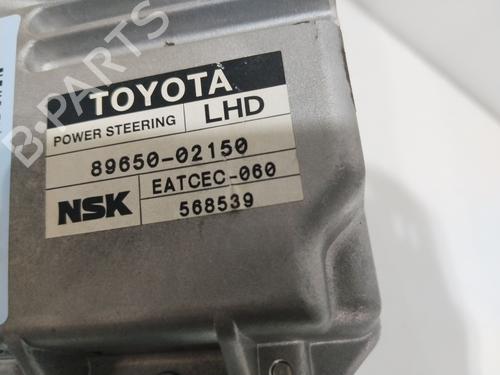 TOYOTA
POWER STEERING LHD
89650-02150
NSK EATCEC-060
568539
B-PARTS